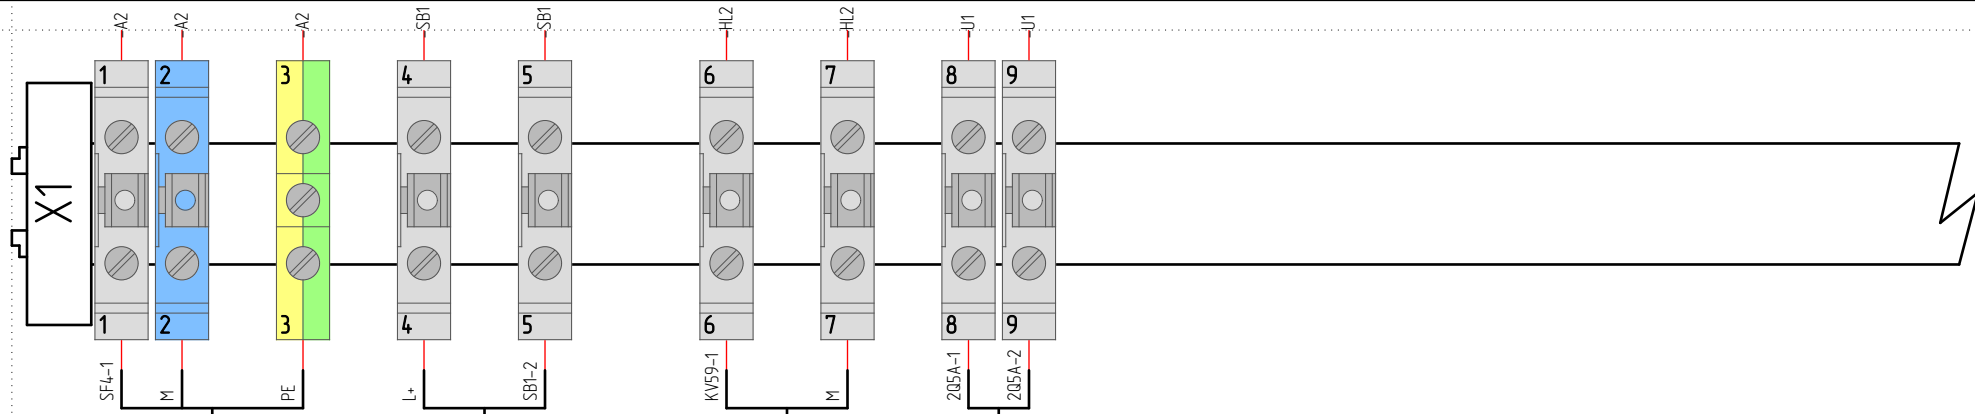 A2 A2 A2 SB1 SB1 HL2 HL2 U1 U1
1 2 3 4 5 6 7 8 9
X1
1 2 3 4 5 6 7 8 9
SF4-1 M PE L+ SB1-2 KV59-1 M 2Q5A-1 2Q5A-2